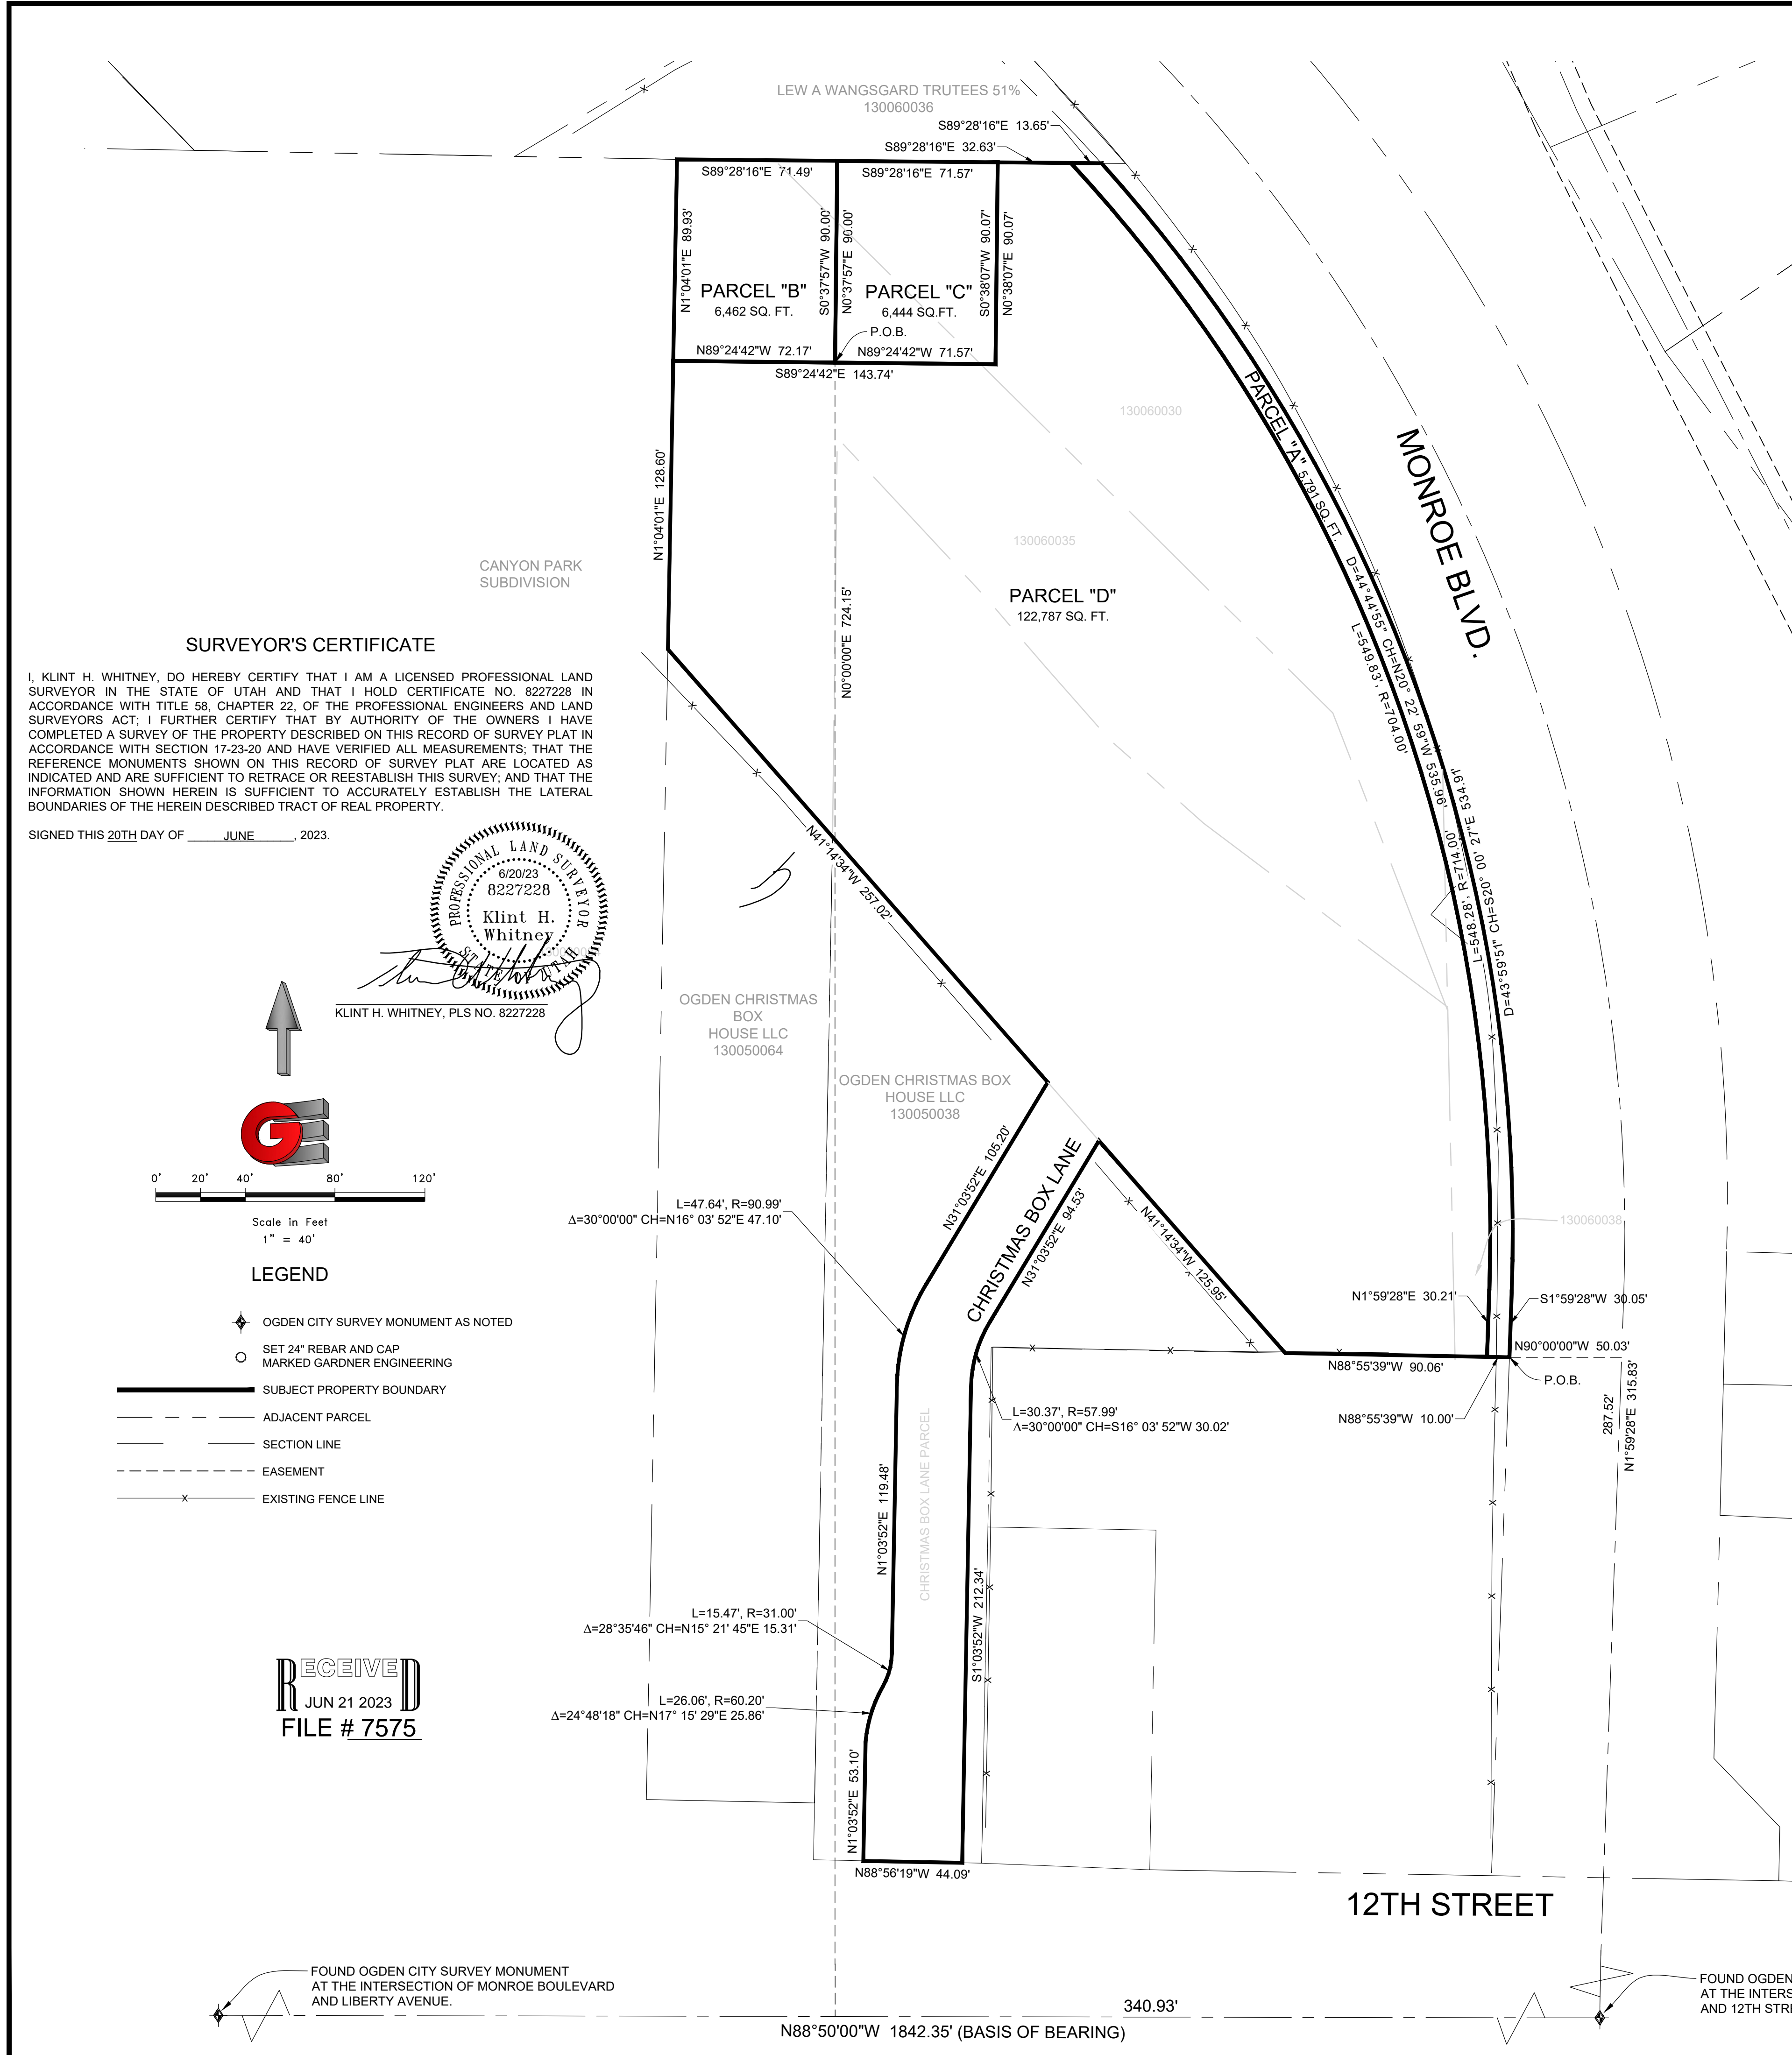 LEW A WANGSGARD TRUTEES 51%
130060036
S89°28'16"E 13.65'
S89°28'16"E 32.63'
S89°28'16"E 71.49'
S89°28'16"E 71.57'
N1°04'01"E 89.93'
S0°37'57"W 90.00'
N0°37'57"E 90.00'
S0°38'07"W 90.07'
N0°38'07"E 90.07'
PARCEL "B"
6,462 SQ. FT.
PARCEL "C"
6,444 SQ.FT.
P.O.B.
N89°24'42"W 72.17'
N89°24'42"W 71.57'
S89°24'42"E 143.74'
130060030
PARCEL "A" 5,791 SQ. FT.
MONROE BLVD.
N1°04'01"E 128.60'
130060035
CANYON PARK
SUBDIVISION
PARCEL "D"
122,787 SQ. FT.
N0°00'00"E 724.15'
D=44°44'55" CH=N20° 22' 59"W 535.96'
L=549.83', R=704.00'
L=548.28', R=714.00'
D=43°59'51" CH=S20° 00' 27"E 534.91'
SURVEYOR'S CERTIFICATE
I, KLINT H. WHITNEY, DO HEREBY CERTIFY THAT I AM A LICENSED PROFESSIONAL LAND
SURVEYOR IN THE STATE OF UTAH AND THAT I HOLD CERTIFICATE NO. 8227228 IN
ACCORDANCE WITH TITLE 58, CHAPTER 22, OF THE PROFESSIONAL ENGINEERS AND LAND
SURVEYORS ACT; I FURTHER CERTIFY THAT BY AUTHORITY OF THE OWNERS I HAVE
COMPLETED A SURVEY OF THE PROPERTY DESCRIBED ON THIS RECORD OF SURVEY PLAT IN
ACCORDANCE WITH SECTION 17-23-20 AND HAVE VERIFIED ALL MEASUREMENTS; THAT THE
REFERENCE MONUMENTS SHOWN ON THIS RECORD OF SURVEY PLAT ARE LOCATED AS
INDICATED AND ARE SUFFICIENT TO RETRACE OR REESTABLISH THIS SURVEY; AND THAT THE
INFORMATION SHOWN HEREIN IS SUFFICIENT TO ACCURATELY ESTABLISH THE LATERAL
BOUNDARIES OF THE HEREIN DESCRIBED TRACT OF REAL PROPERTY.
SIGNED THIS 20TH DAY OF JUNE, 2023.
PROFESSIONAL LAND SURVEYOR
6/20/23
8227228
Klint H.
Whitney
STATE OF UTAH
KLINT H. WHITNEY, PLS NO. 8227228
N41°14'34"W 257.02'
OGDEN CHRISTMAS
BOX
HOUSE LLC
130050064
OGDEN CHRISTMAS BOX
HOUSE LLC
130050038
GE
0' 20' 40' 80' 120'
Scale in Feet
1" = 40'
N31°03'52"E 105.20'
CHRISTMAS BOX LANE
N31°03'52"E 94.53'
N41°14'34"W 125.95'
L=47.64', R=90.99'
Δ=30°00'00" CH=N16° 03' 52"E 47.10'
130060038
N1°59'28"E 30.21'
S1°59'28"W 30.05'
N90°00'00"W 50.03'
N88°55'39"W 90.06'
P.O.B.
N88°55'39"W 10.00'
287.52'
N1°59'28"E 315.83'
LEGEND
OGDEN CITY SURVEY MONUMENT AS NOTED
SET 24" REBAR AND CAP
MARKED GARDNER ENGINEERING
SUBJECT PROPERTY BOUNDARY
ADJACENT PARCEL
SECTION LINE
EASEMENT
EXISTING FENCE LINE
L=30.37', R=57.99'
Δ=30°00'00" CH=S16° 03' 52"W 30.02'
N1°03'52"E 119.48'
CHRISTMAS BOX LANE PARCEL
S1°03'52"W 212.34'
L=15.47', R=31.00'
Δ=28°35'46" CH=N15° 21' 45"E 15.31'
L=26.06', R=60.20'
Δ=24°48'18" CH=N17° 15' 29"E 25.86'
N1°03'52"E 53.10'
N88°56'19"W 44.09'
RECEIVED
JUN 21 2023
FILE # 7575
12TH STREET
FOUND OGDEN CITY SURVEY MONUMENT
AT THE INTERSECTION OF MONROE BOULEVARD
AND LIBERTY AVENUE.
340.93'
N88°50'00"W 1842.35' (BASIS OF BEARING)
FOUND OGDEN
AT THE INTERS
AND 12TH STR